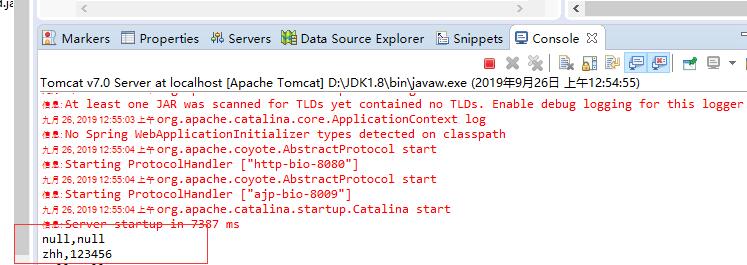 d.ja
Markers Properties Servers Data Source Explorer Snippets Console
Tomcat v7.0 Server at localhost [Apache Tomcat] D:\JDK1.8\bin\javaw.exe (2019年9月26日 上午12:54:55)
信息: At least one JAR was scanned for TLDs yet contained no TLDs. Enable debug logging for this logger
九月 26, 2019 12:55:03 上午 org.apache.catalina.core.ApplicationContext log
信息: No Spring WebApplicationInitializer types detected on classpath
九月 26, 2019 12:55:04 上午 org.apache.coyote.AbstractProtocol start
信息: Starting ProtocolHandler ["http-bio-8080"]
九月 26, 2019 12:55:04 上午 org.apache.coyote.AbstractProtocol start
信息: Starting ProtocolHandler ["ajp-bio-8009"]
九月 26, 2019 12:55:04 上午 org.apache.catalina.startup.Catalina start
信息: Server startup in 7387 ms
null,null
zhh,123456